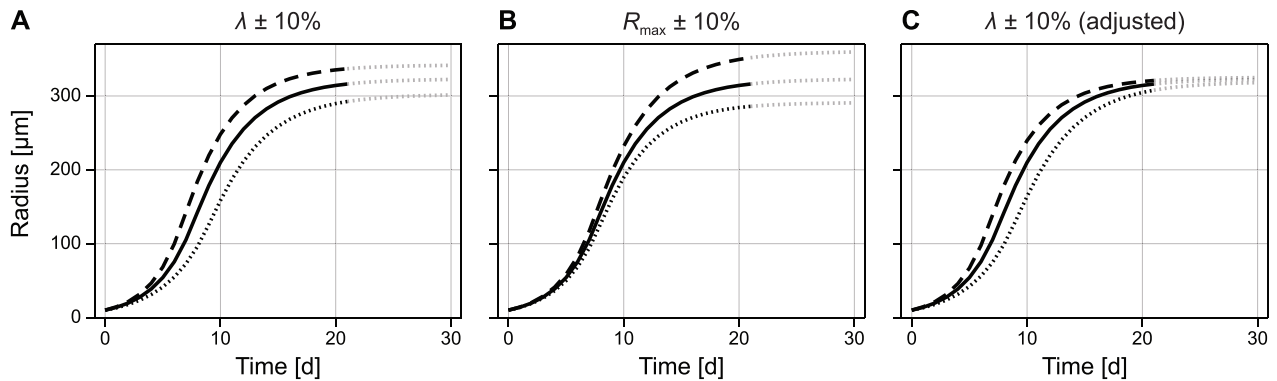 A λ ± 10%
B Rmax ± 10%
C λ ± 10% (adjusted)
Radius [µm]
300
200
100
0
0 10 20 30
0 10 20 30
0 10 20 30
Time [d]
Time [d]
Time [d]